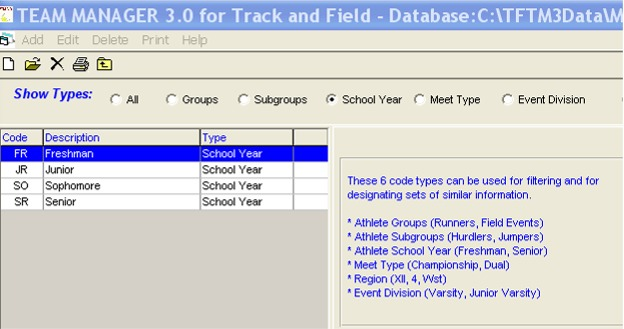 TEAM MANAGER 3.0 for Track and Field - Database:C:\TFTM3Data\M
Add Edit Delete Print Help
Show Types: All Groups Subgroups School Year Meet Type Event Division
Code Description Type
FR Freshman School Year
JR Junior School Year
SO Sophomore School Year
SR Senior School Year
These 6 code types can be used for filtering and for
designating sets of similar information.
* Athlete Groups (Runners, Field Events)
* Athlete Subgroups (Hurdlers, Jumpers)
* Athlete School Year (Freshman, Senior)
* Meet Type (Championship, Dual)
* Region (XII, 4, Wst)
* Event Division (Varsity, Junior Varsity)